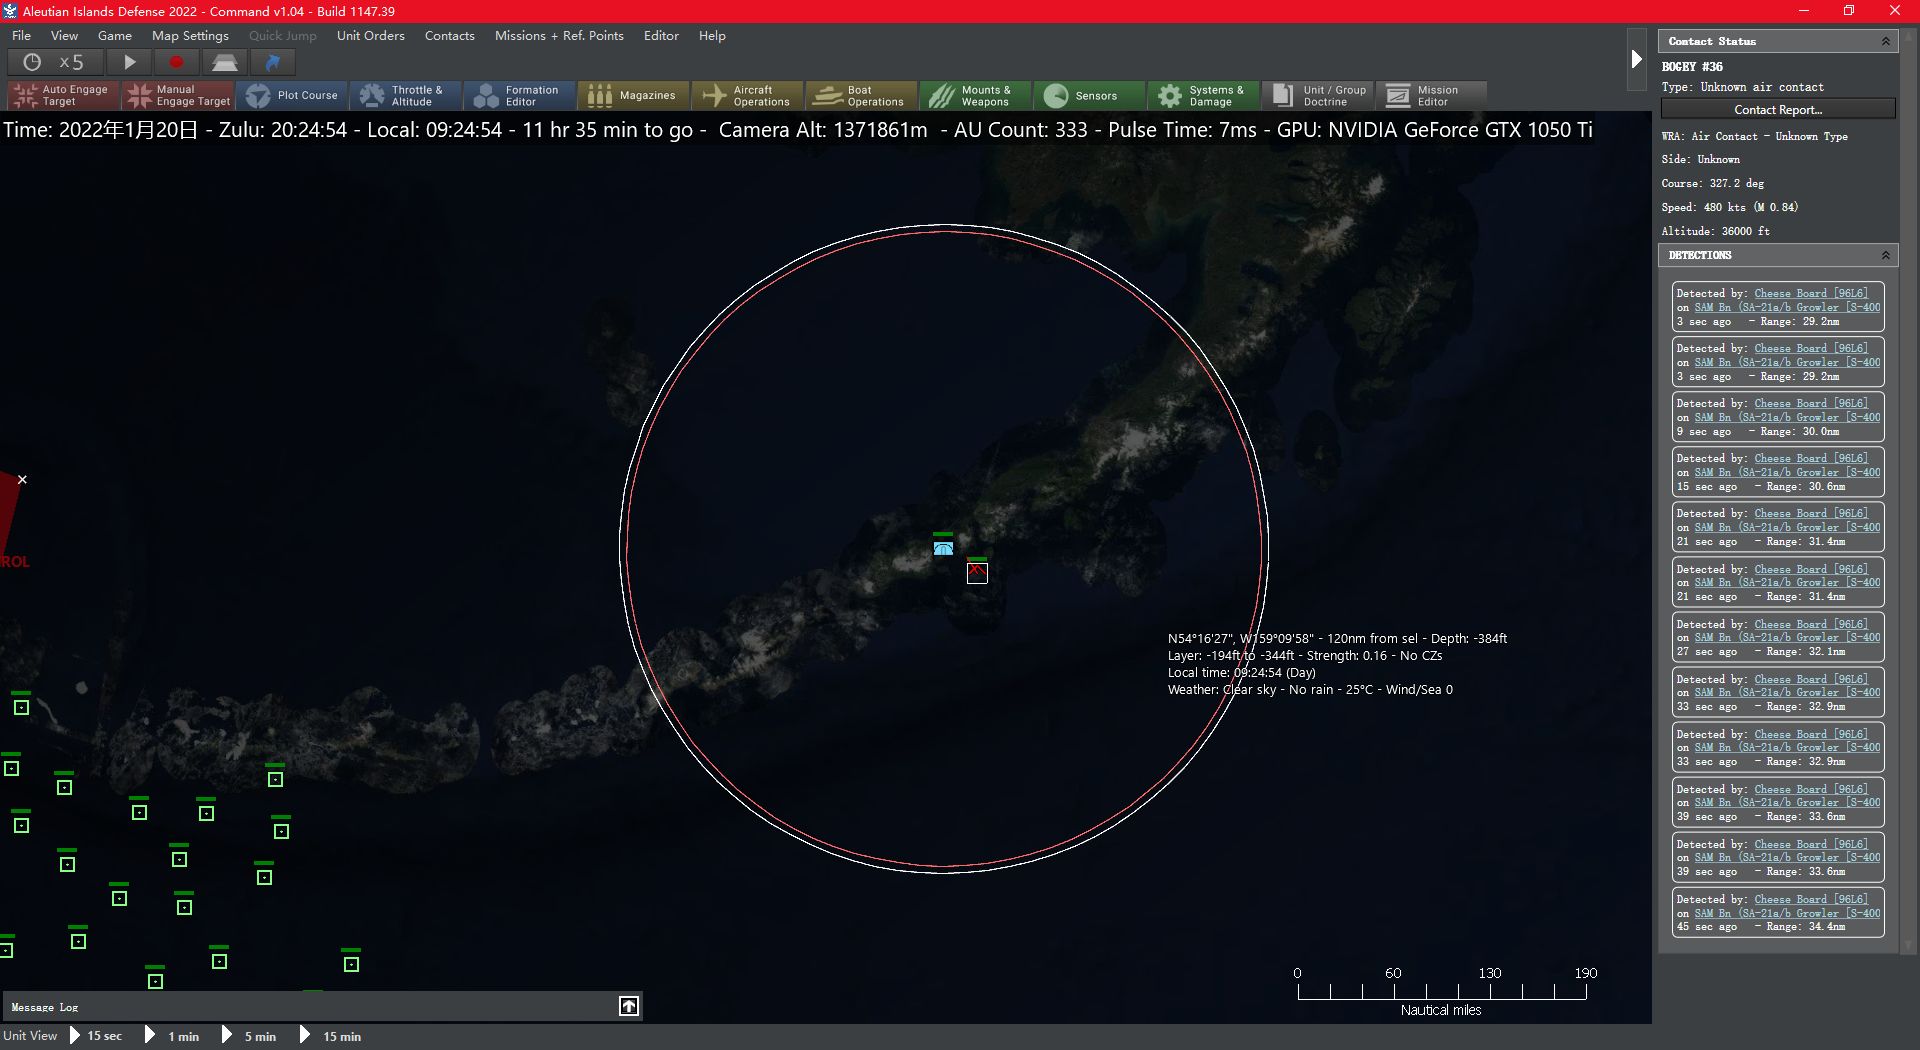 Aleutian Islands Defense 2022 - Command v1.04 - Build 1147.39
File View Game Map Settings Quick Jump Unit Orders Contacts Missions + Ref. Points Editor Help
x 5
Auto Engage
Target
Manual
Engage Target
Plot Course
Throttle &
Altitude
Formation
Editor
Magazines
Aircraft
Operations
Boat
Operations
Mounts &
Weapons
Sensors
Systems &
Damage
Unit / Group
Doctrine
Mission
Editor
Time: 2022年1月20日 - Zulu: 20:24:54 - Local: 09:24:54 - 11 hr 35 min to go - Camera Alt: 1371861m - AU Count: 333 - Pulse Time: 7ms - GPU: NVIDIA GeForce GTX 1050 Ti
ROL
N54°16'27", W159°09'58" - 120nm from sel - Depth: -384ft
Layer: -194ft to -344ft - Strength: 0.16 - No CZs
Local time: 09:24:54 (Day)
Weather: Clear sky - No rain - 25°C - Wind/Sea 0
0 60 130 190
Nautical miles
Message Log
Unit View 15 sec 1 min 5 min 15 min
Contact Status
BOGEY #36
Type: Unknown air contact
Contact Report...
WRA: Air Contact - Unknown Type
Side: Unknown
Course: 327.2 deg
Speed: 480 kts (M 0.84)
Altitude: 36000 ft
DETECTIONS
Detected by: Cheese Board [96L6]
on SAM Bn (SA-21a/b Growler [S-400
3 sec ago - Range: 29.2nm
Detected by: Cheese Board [96L6]
on SAM Bn (SA-21a/b Growler [S-400
3 sec ago - Range: 29.2nm
Detected by: Cheese Board [96L6]
on SAM Bn (SA-21a/b Growler [S-400
9 sec ago - Range: 30.0nm
Detected by: Cheese Board [96L6]
on SAM Bn (SA-21a/b Growler [S-400
15 sec ago - Range: 30.6nm
Detected by: Cheese Board [96L6]
on SAM Bn (SA-21a/b Growler [S-400
21 sec ago - Range: 31.4nm
Detected by: Cheese Board [96L6]
on SAM Bn (SA-21a/b Growler [S-400
21 sec ago - Range: 31.4nm
Detected by: Cheese Board [96L6]
on SAM Bn (SA-21a/b Growler [S-400
27 sec ago - Range: 32.1nm
Detected by: Cheese Board [96L6]
on SAM Bn (SA-21a/b Growler [S-400
33 sec ago - Range: 32.9nm
Detected by: Cheese Board [96L6]
on SAM Bn (SA-21a/b Growler [S-400
33 sec ago - Range: 32.9nm
Detected by: Cheese Board [96L6]
on SAM Bn (SA-21a/b Growler [S-400
39 sec ago - Range: 33.6nm
Detected by: Cheese Board [96L6]
on SAM Bn (SA-21a/b Growler [S-400
39 sec ago - Range: 33.6nm
Detected by: Cheese Board [96L6]
on SAM Bn (SA-21a/b Growler [S-400
45 sec ago - Range: 34.4nm